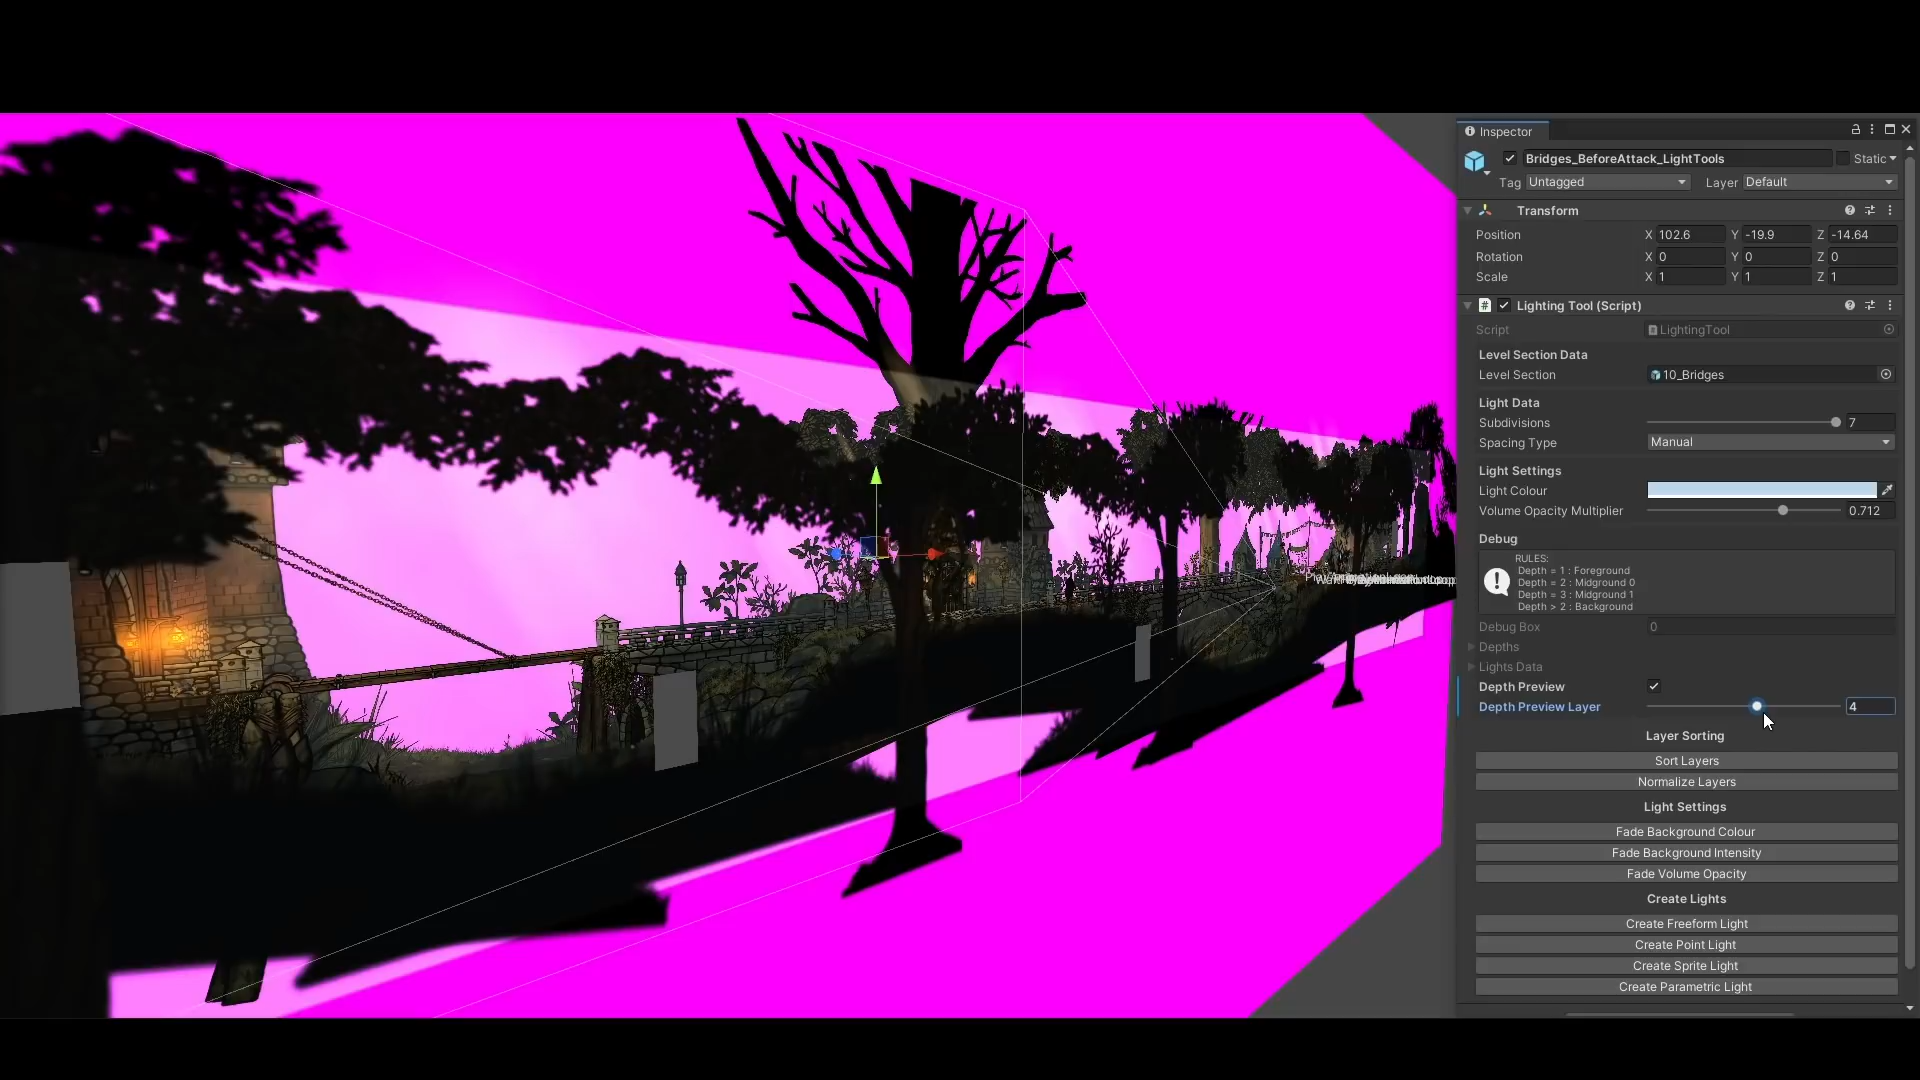 Inspector
Bridges_BeforeAttack_LightTools
Static
Tag Untagged Layer Default
Transform
Position X 102.6 Y -19.9 Z -14.64
Rotation X 0 Y 0 Z 0
Scale X 1 Y 1 Z 1
# Lighting Tool (Script)
Script LightingTool
Level Section Data
Level Section 10_Bridges
Light Data
Subdivisions 7
Spacing Type Manual
Light Settings
Light Colour
Volume Opacity Multiplier 0.712
Debug
RULES:
Depth = 1 : Foreground
Depth = 2 : Midground 0
Depth = 3 : Midground 1
Depth > 2 : Background
Debug Box 0
Depths
Lights Data
Depth Preview
Depth Preview Layer 4
Layer Sorting
Sort Layers
Normalize Layers
Light Settings
Fade Background Colour
Fade Background Intensity
Fade Volume Opacity
Create Lights
Create Freeform Light
Create Point Light
Create Sprite Light
Create Parametric Light